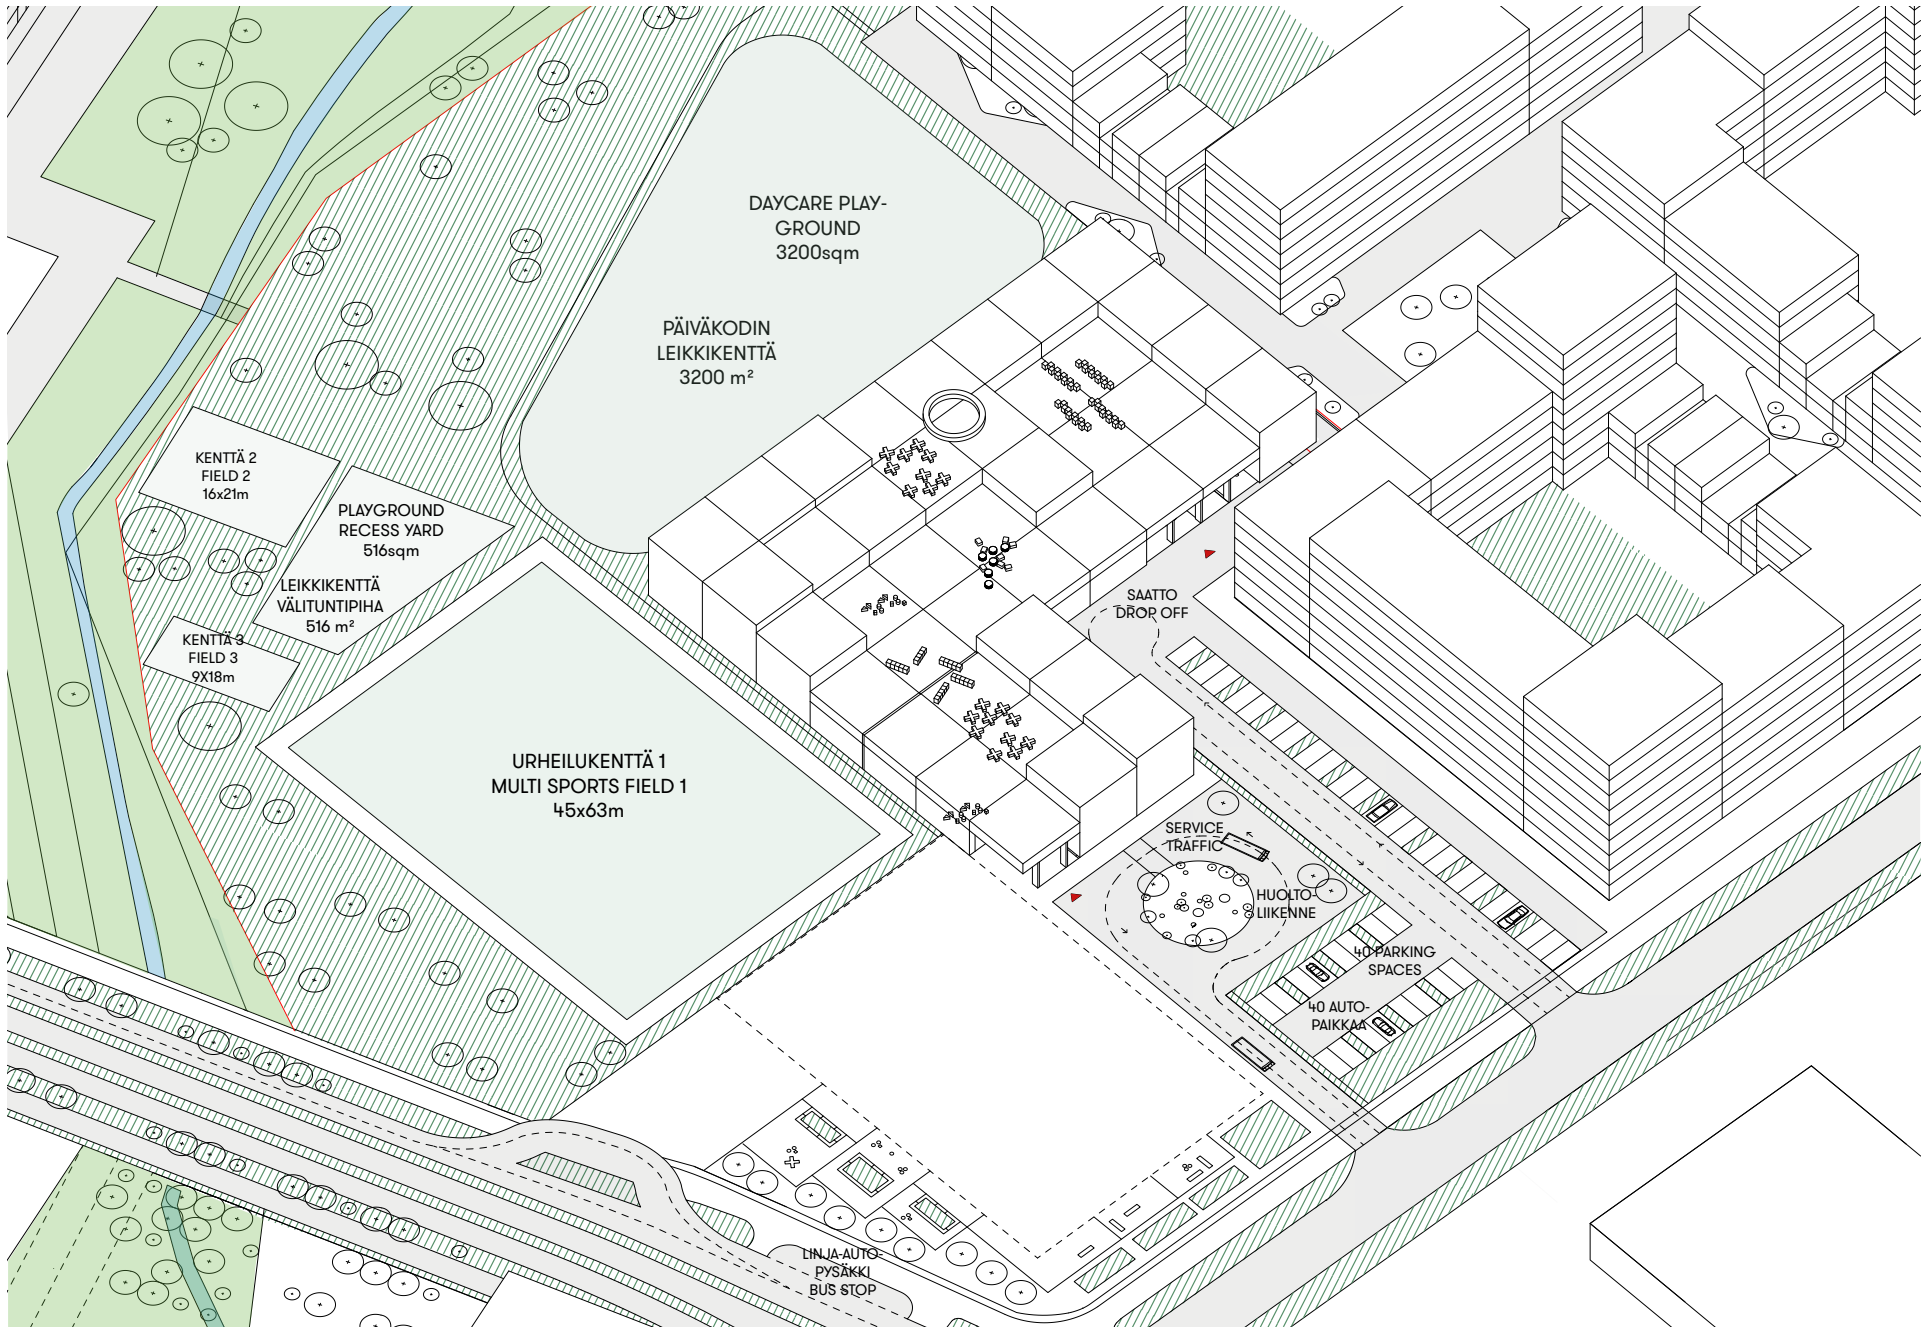 DAYCARE PLAY-
GROUND
3200sqm
PÄIVÄKODIN
LEIKKIKENTTÄ
3200 m²
KENTTÄ 2
FIELD 2
16x21m
PLAYGROUND
RECESS YARD
516sqm
LEIKKIKENTTÄ
VÄLITUNTIPIHA
516 m²
KENTTÄ 3
FIELD 3
9X18m
URHEILUKENTTÄ 1
MULTI SPORTS FIELD 1
45x63m
SAATTO
DROP OFF
SERVICE
TRAFFIC
HUOLTO-
LIIKENNE
40 PARKING
SPACES
40 AUTO-
PAIKKAA
LINJA-AUTO-
PYSÄKKI
BUS STOP